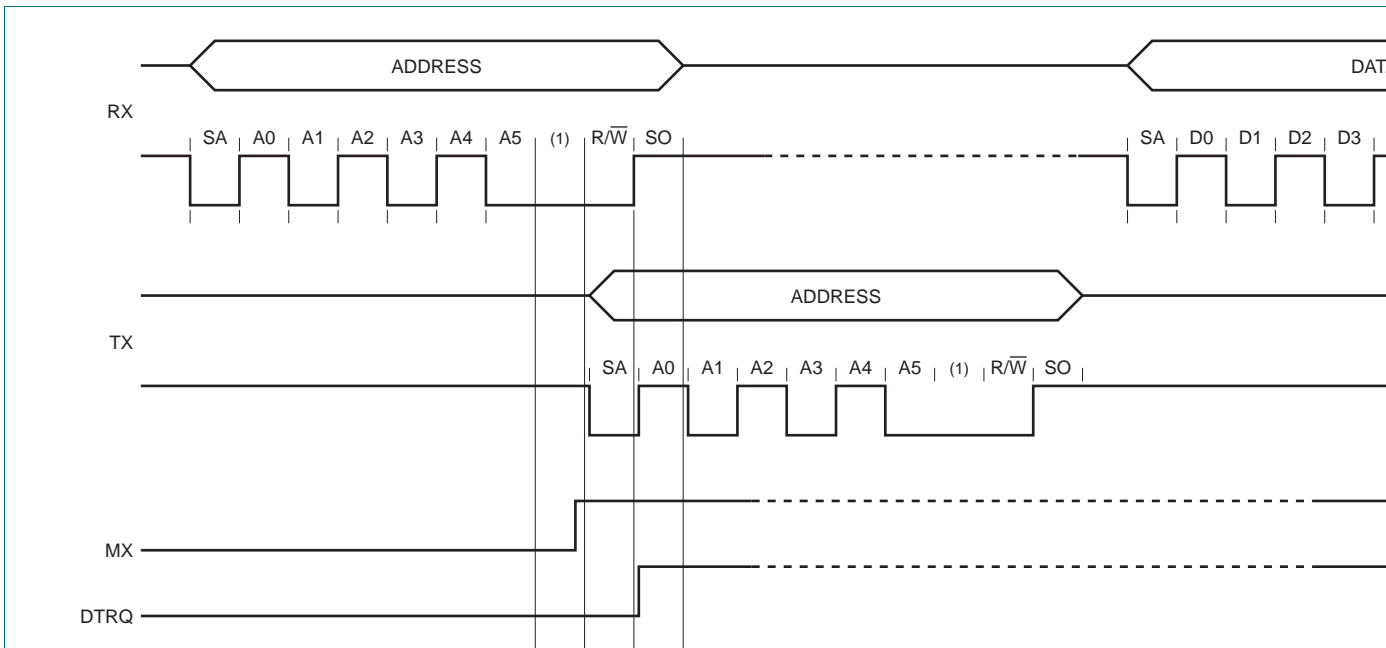 ADDRESS
RX
SA A0 A1 A2 A3 A4 A5 (1) R/W̅ SO
SA D0 D1 D2 D3
DAT
ADDRESS
TX
SA A0 A1 A2 A3 A4 A5 (1) R/W̅ SO
MX
DTRQ